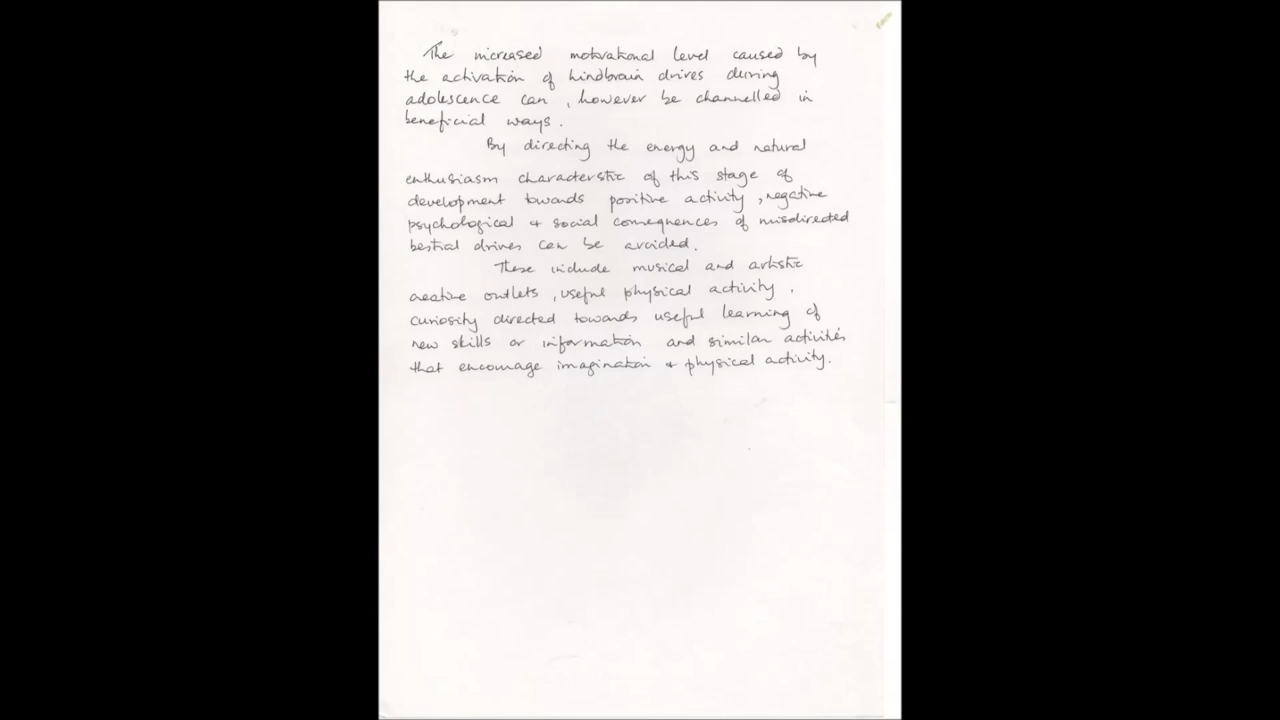 The increased motivational level caused by
the activation of hindbrain drives during
adolescence can , however be channelled in
beneficial ways .
By directing the energy and natural
enthusiasm characterstic of this stage of
development towards positive activity , negative
psychological + social consequences of misdirected
bestial drives can be avoided.
These include musical and artistic
creative outlets , useful physical activity ,
curiosity directed towards useful learning of
new skills or information and similar activities
that encourage imagination + physical activity.